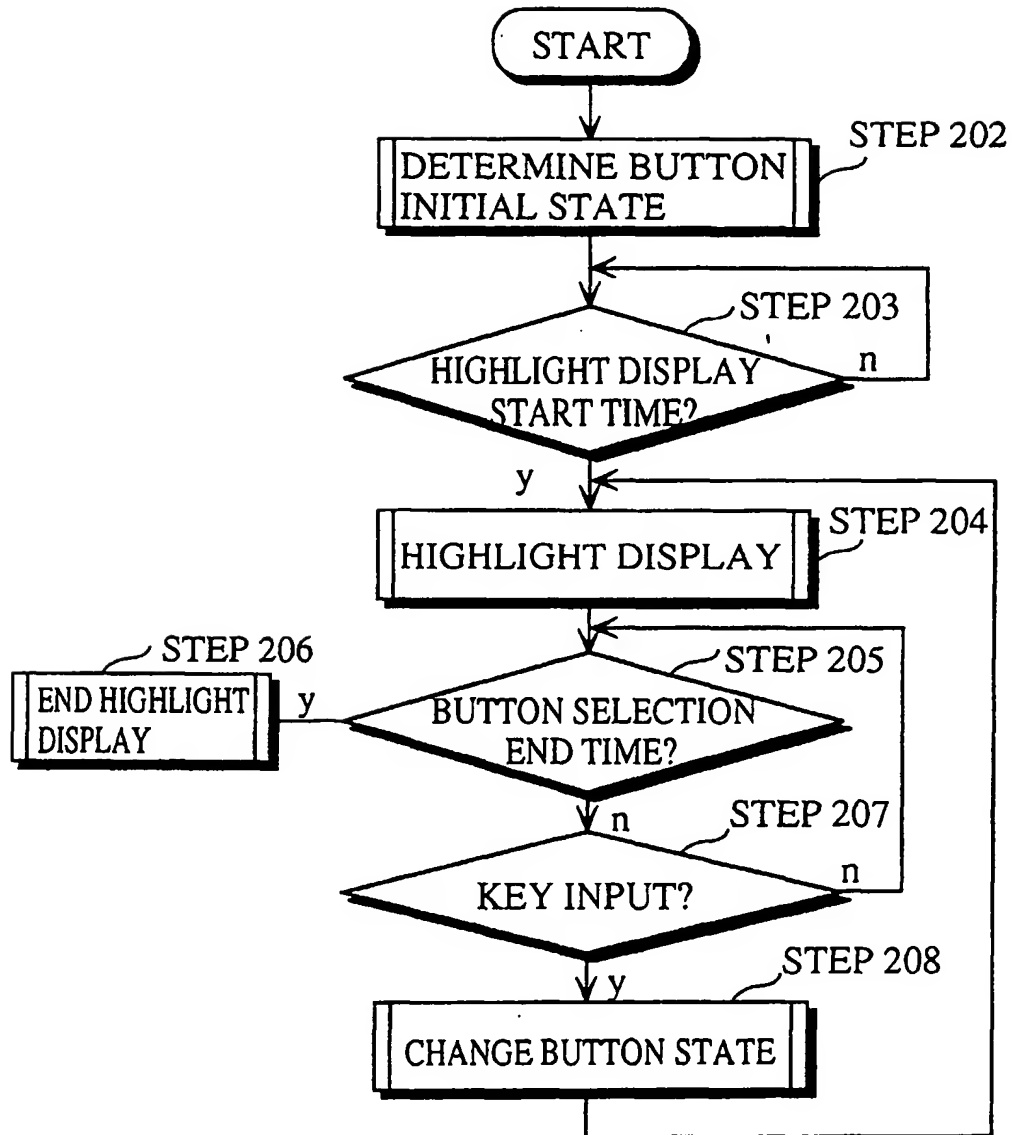 START
STEP 202
DETERMINE BUTTON
INITIAL STATE
STEP 203
HIGHLIGHT DISPLAY
START TIME?
n
y
STEP 204
HIGHLIGHT DISPLAY
STEP 206
END HIGHLIGHT
DISPLAY
y
STEP 205
BUTTON SELECTION
END TIME?
n
STEP 207
KEY INPUT?
n
y
STEP 208
CHANGE BUTTON STATE